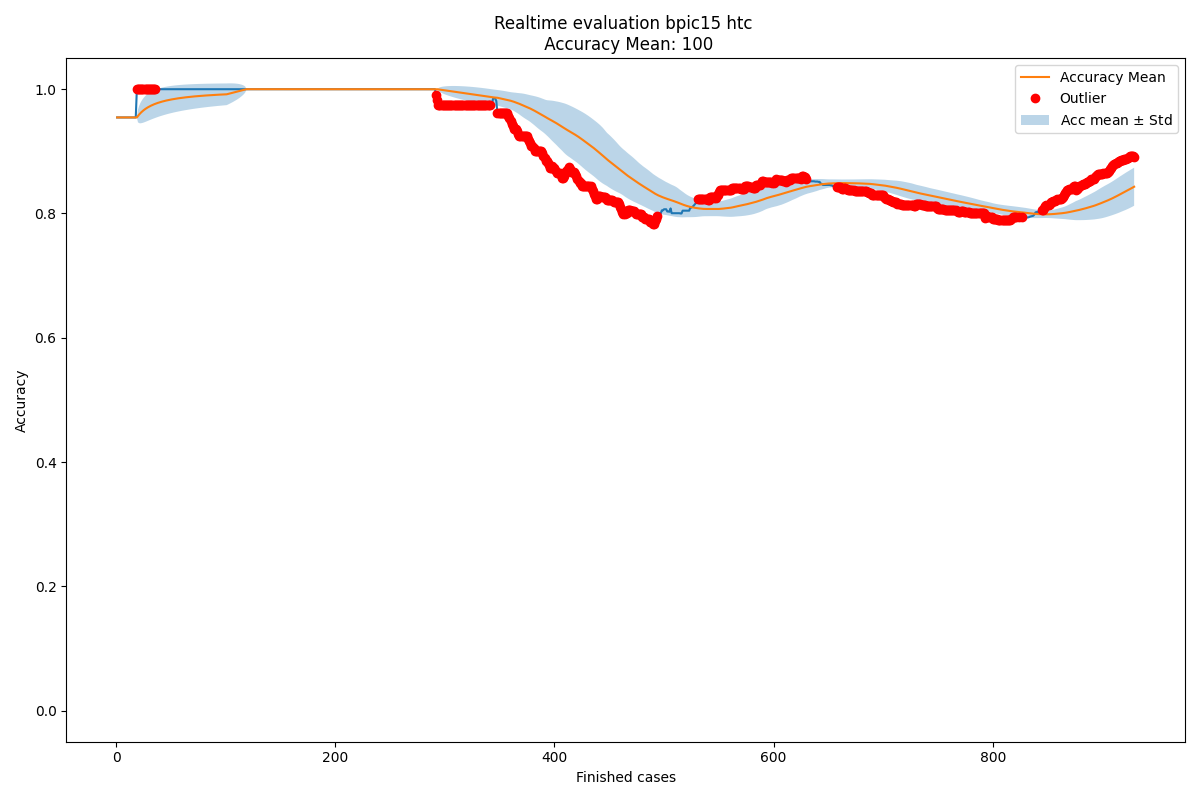 Realtime evaluation bpic15 htc
Accuracy Mean: 100
Accuracy Mean
Outlier
Acc mean ± Std
1.0
0.8
0.6
0.4
0.2
0.0
Accuracy
0
200
400
600
800
Finished cases